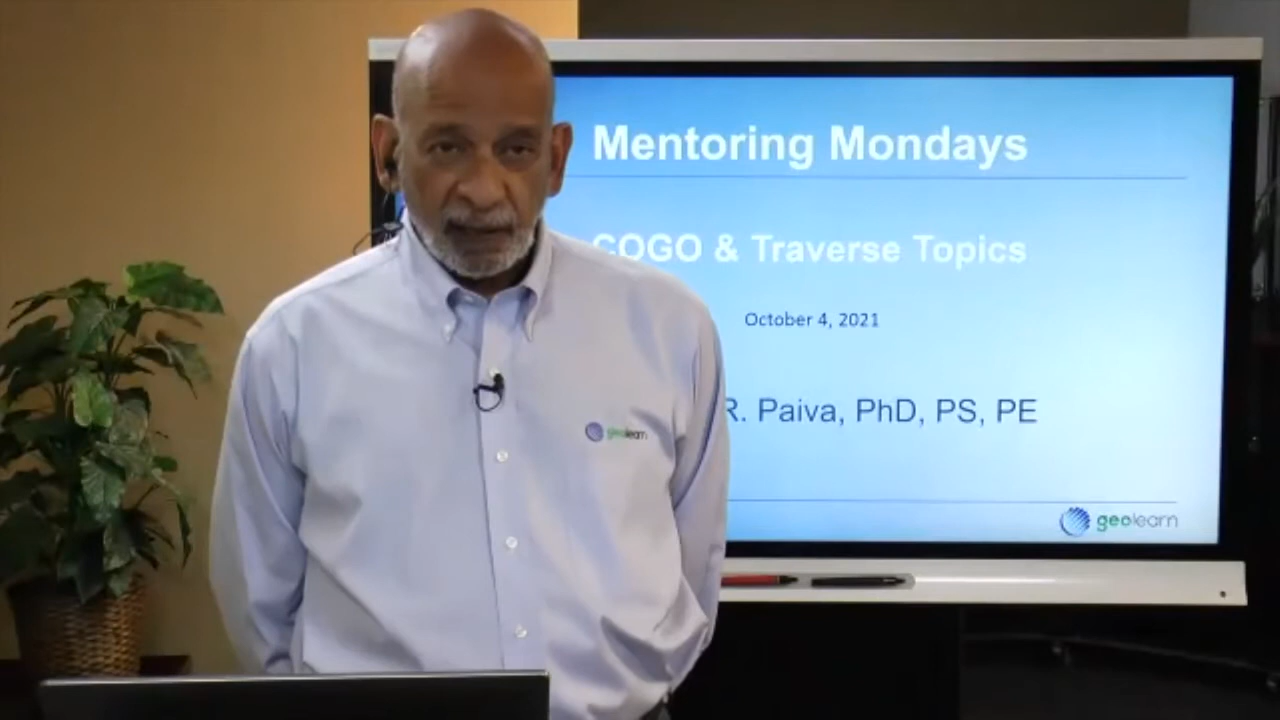 Mentoring Mondays
COGO & Traverse Topics
October 4, 2021
R. Paiva, PhD, PS, PE
geolearn
geolearn